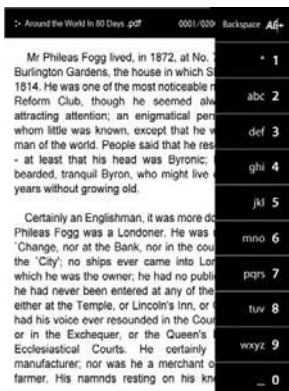 Around the World In 80 Days .pdf 0001/020
Backspace AB
Mr Phileas Fogg lived, in 1872, at No.
Burlington Gardens, the house in which S
1814. He was one of the most noticeable
Reform Club, though he seemed alw
attracting attention; an enigmatical pers
whom little was known, except that he w
man of the world. People said that he res
- at least that his head was Byronic;
bearded, tranquil Byron, who might live
years without growing old.
Certainly an Englishman, it was more do
Phileas Fogg was a Londoner. He was
`Change, nor at the Bank, nor in the cou
the `City'; no ships ever came into Lon
which he was the owner; he had no publi
he had never been entered at any of the
either at the Temple, or Lincoln's Inn, or
had his voice ever resounded in the Cour
or in the Exchequer, or the Queen's
Ecclesiastical Courts. He certainly
manufacturer; nor was he a merchant o
farmer. His namnds resting on his kn
* 1
abc 2
def 3
ghi 4
jkl 5
mno 6
pqrs 7
tuv 8
wxyz 9
_ 0